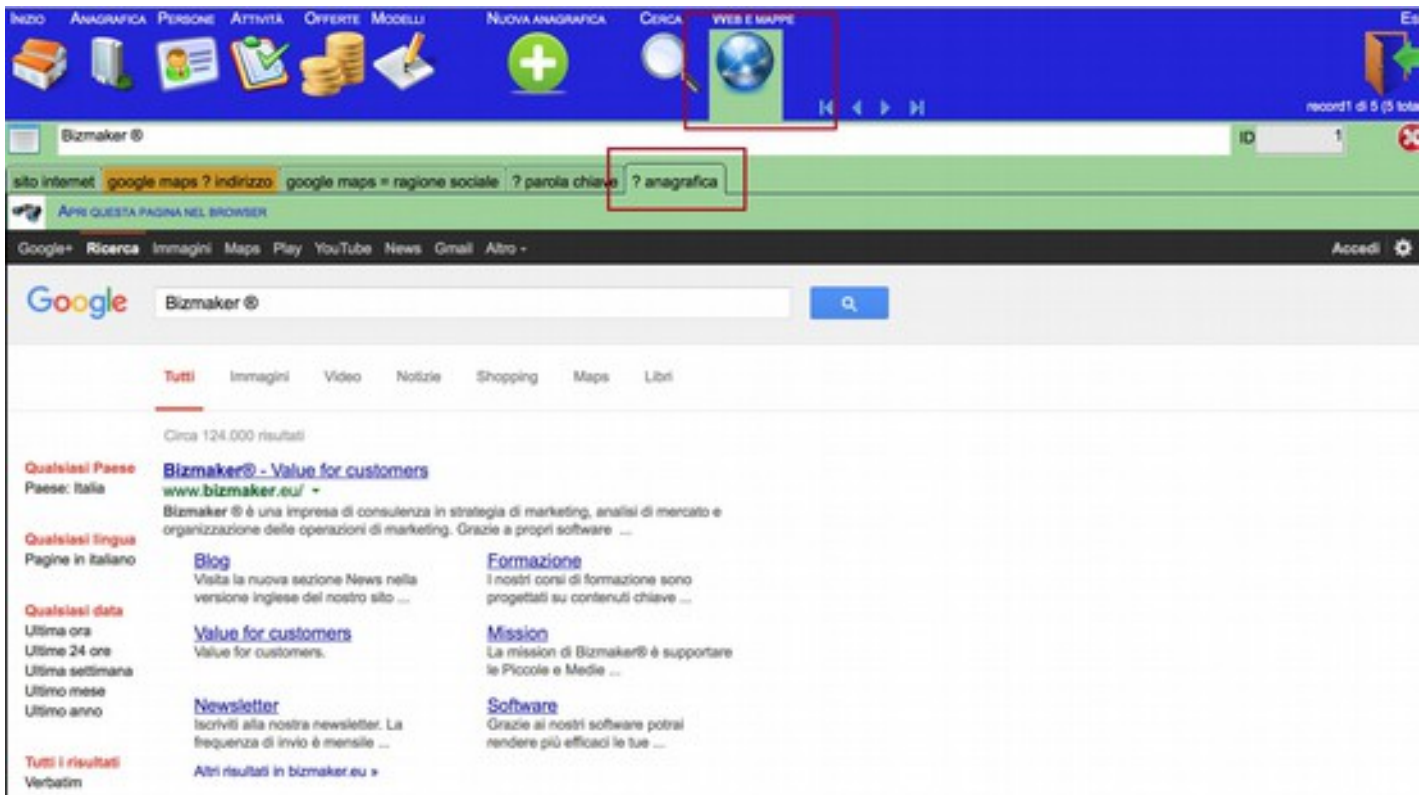 Inizio Anagrafica Persone Attività Offerte Modelli Nuova anagrafica Cerca Web e mappe
record1 di 5 (5
Bizmaker ® ID 1
sito internet google maps ? indirizzo google maps = ragione sociale ? parola chiave ? anagrafica
Apri questa pagina nel browser
Google+ Ricerca Immagini Maps Play YouTube News Gmail Altro Accedi
Google Bizmaker ®
Tutti Immagini Video Notizie Shopping Maps Libri
Circa 124.000 risultati
Qualsiasi Paese
Paese: Italia
Qualsiasi lingua
Pagine in italiano
Qualsiasi data
Ultima ora
Ultime 24 ore
Ultima settimana
Ultimo mese
Ultimo anno
Tutti i risultati
Verbatim
Bizmaker® - Value for customers
www.bizmaker.eu/
Bizmaker ® è una impresa di consulenza in strategia di marketing, analisi di mercato e
organizzazione delle operazioni di marketing. Grazie a propri software ...
Blog
Visita la nuova sezione News nella
versione inglese del nostro sito ...
Formazione
I nostri corsi di formazione sono
progettati su contenuti chiave ...
Value for customers
Value for customers.
Mission
La mission di Bizmaker® è supportare
le Piccole e Medie ...
Newsletter
Iscriviti alla nostra newsletter. La
frequenza di invio è mensile ...
Software
Grazie ai nostri software potrai
rendere più efficaci le tue ...
Altri risultati in bizmaker.eu »